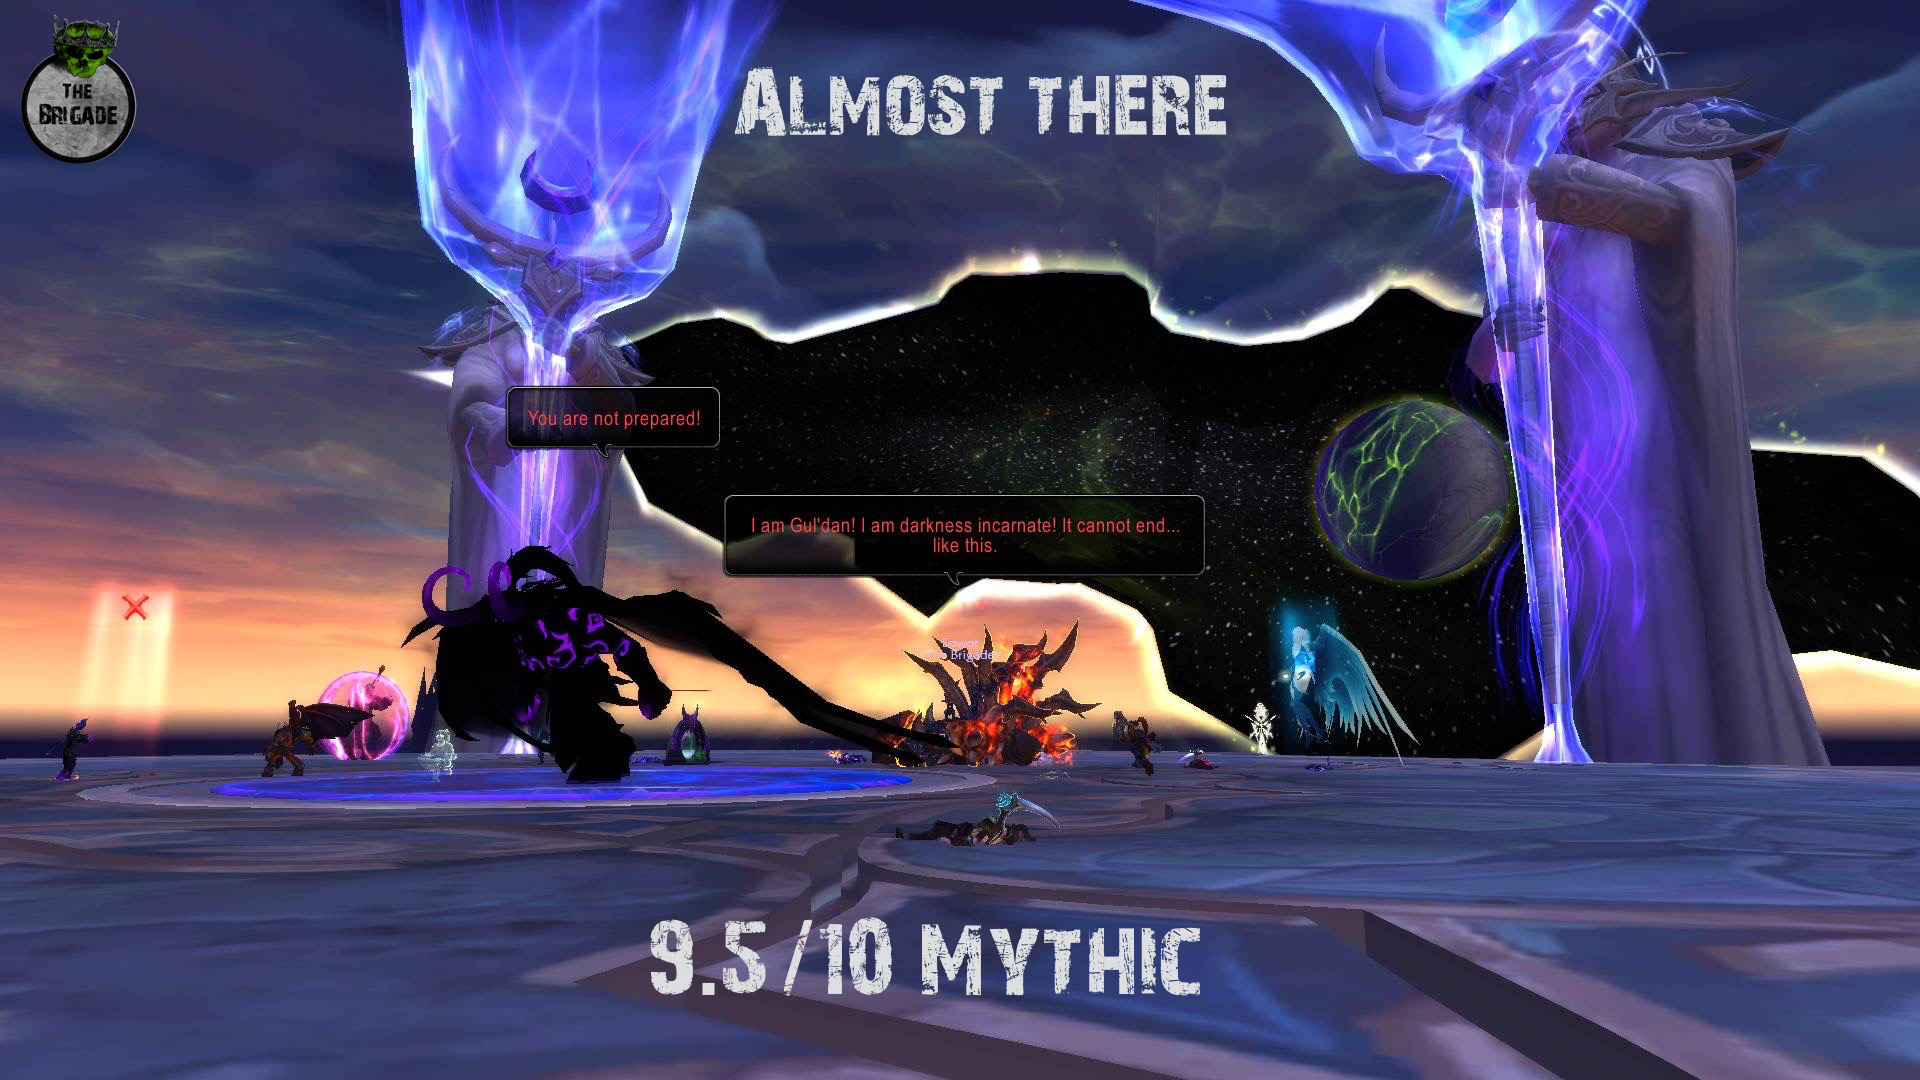 THE
BRIGADE
ALMOST THERE
You are not prepared!
I am Gul'dan! I am darkness incarnate! It cannot end...
like this.
Brigade
9.5/10 MYTHIC